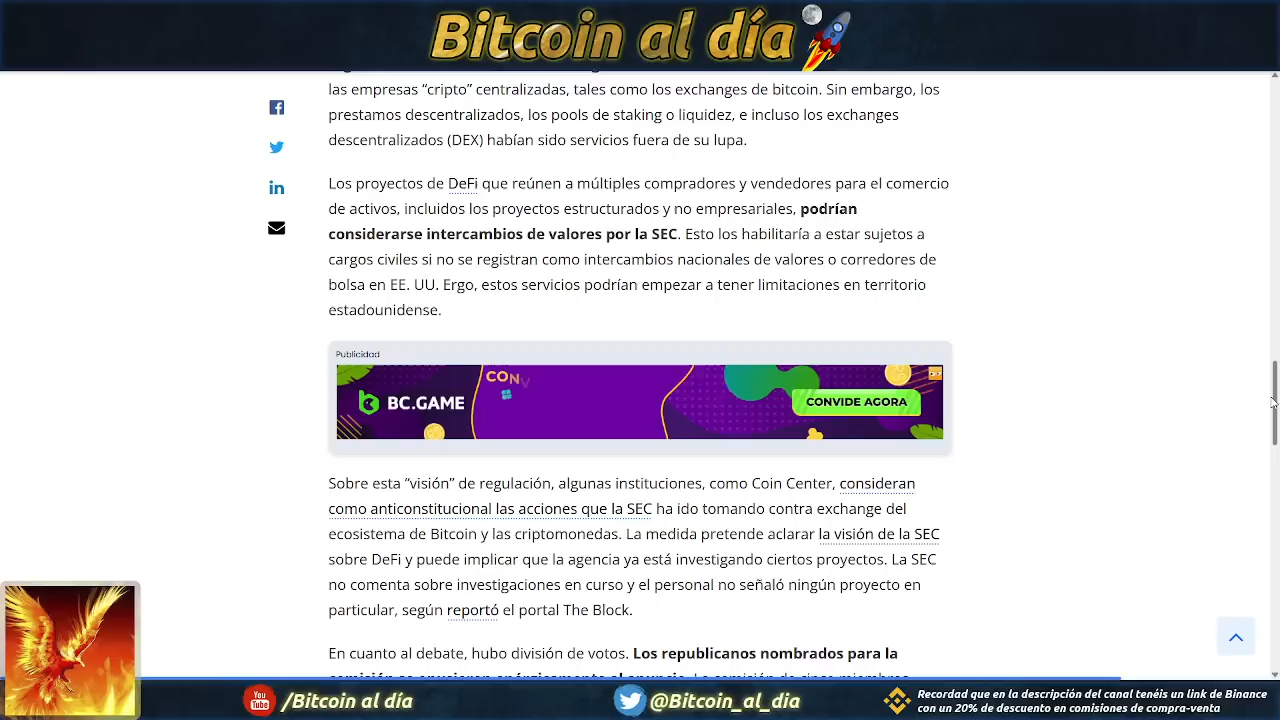 Bitcoin al día
las empresas “cripto” centralizadas, tales como los exchanges de bitcoin. Sin embargo, los
prestamos descentralizados, los pools de staking o liquidez, e incluso los exchanges
descentralizados (DEX) habían sido servicios fuera de su lupa.
Los proyectos de DeFi que reúnen a múltiples compradores y vendedores para el comercio
de activos, incluidos los proyectos estructurados y no empresariales, podrían
considerarse intercambios de valores por la SEC. Esto los habilitaría a estar sujetos a
cargos civiles si no se registran como intercambios nacionales de valores o corredores de
bolsa en EE. UU. Ergo, estos servicios podrían empezar a tener limitaciones en territorio
estadounidense.
Publicidad
CONV
BC.GAME
CONVIDE AGORA
Sobre esta “visión” de regulación, algunas instituciones, como Coin Center, consideran
como anticonstitucional las acciones que la SEC ha ido tomando contra exchange del
ecosistema de Bitcoin y las criptomonedas. La medida pretende aclarar la visión de la SEC
sobre DeFi y puede implicar que la agencia ya está investigando ciertos proyectos. La SEC
no comenta sobre investigaciones en curso y el personal no señaló ningún proyecto en
particular, según reportó el portal The Block.
En cuanto al debate, hubo división de votos. Los republicanos nombrados para la
You Tube /Bitcoin al día
@Bitcoin_al_dia
Recordad que en la descripción del canal tenéis un link de Binance
con un 20% de descuento en comisiones de compra-venta